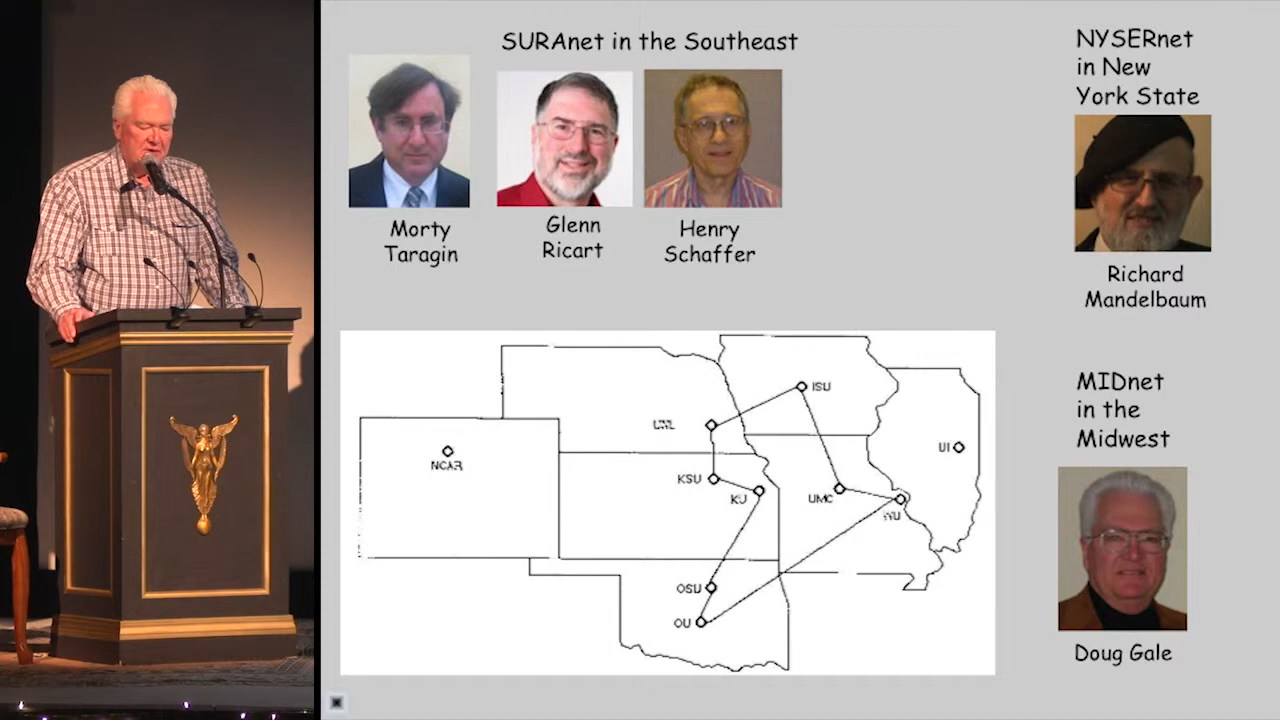 SURAnet in the Southeast
Morty
Taragin
Glenn
Ricart
Henry
Schaffer
NYSERnet
in New
York State
Richard
Mandelbaum
ISU
UNL
NCAR
UI
KSU
KU
UMC
WU
OSU
OU
MIDnet
in the
Midwest
Doug Gale